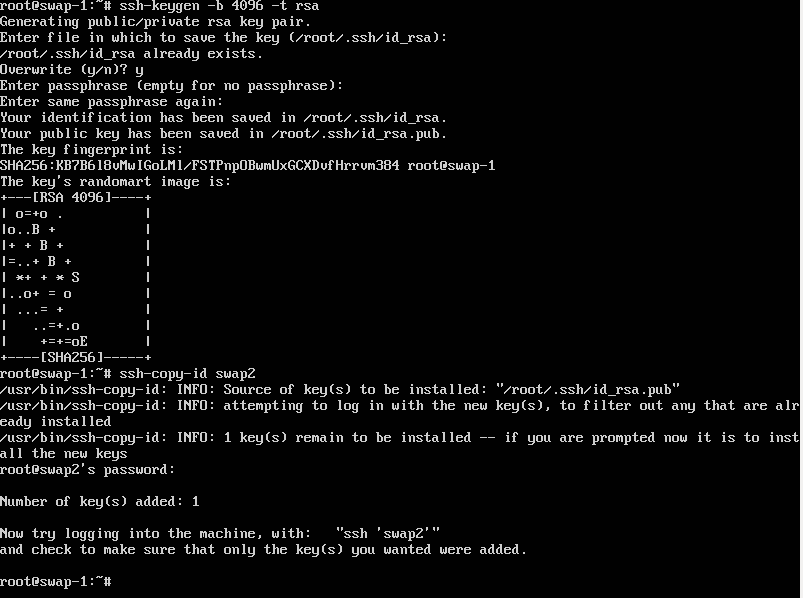 root@swap-1:~# ssh-keygen -b 4096 -t rsa
Generating public/private rsa key pair.
Enter file in which to save the key (/root/.ssh/id_rsa):
/root/.ssh/id_rsa already exists.
Overwrite (y/n)? y
Enter passphrase (empty for no passphrase):
Enter same passphrase again:
Your identification has been saved in /root/.ssh/id_rsa.
Your public key has been saved in /root/.ssh/id_rsa.pub.
The key fingerprint is:
SHA256:KB7B6l8vMwIGoLMl/FSTPnpOBwmUxGCXDvfHrrvm384 root@swap-1
The key's randomart image is:
+---[RSA 4096]----+
| o=+o .          |
|o..B +           |
|+ + B +          |
|=..+ B +         |
| *+ + * S        |
|..o+ = o         |
| ...= +          |
|   ..=+.o        |
|    +=+=oE       |
+----[SHA256]-----+
root@swap-1:~# ssh-copy-id swap2
/usr/bin/ssh-copy-id: INFO: Source of key(s) to be installed: "/root/.ssh/id_rsa.pub"
/usr/bin/ssh-copy-id: INFO: attempting to log in with the new key(s), to filter out any that are alr
eady installed
/usr/bin/ssh-copy-id: INFO: 1 key(s) remain to be installed -- if you are prompted now it is to inst
all the new keys
root@swap2's password:
Number of key(s) added: 1
Now try logging into the machine, with:   "ssh 'swap2'"
and check to make sure that only the key(s) you wanted were added.
root@swap-1:~#